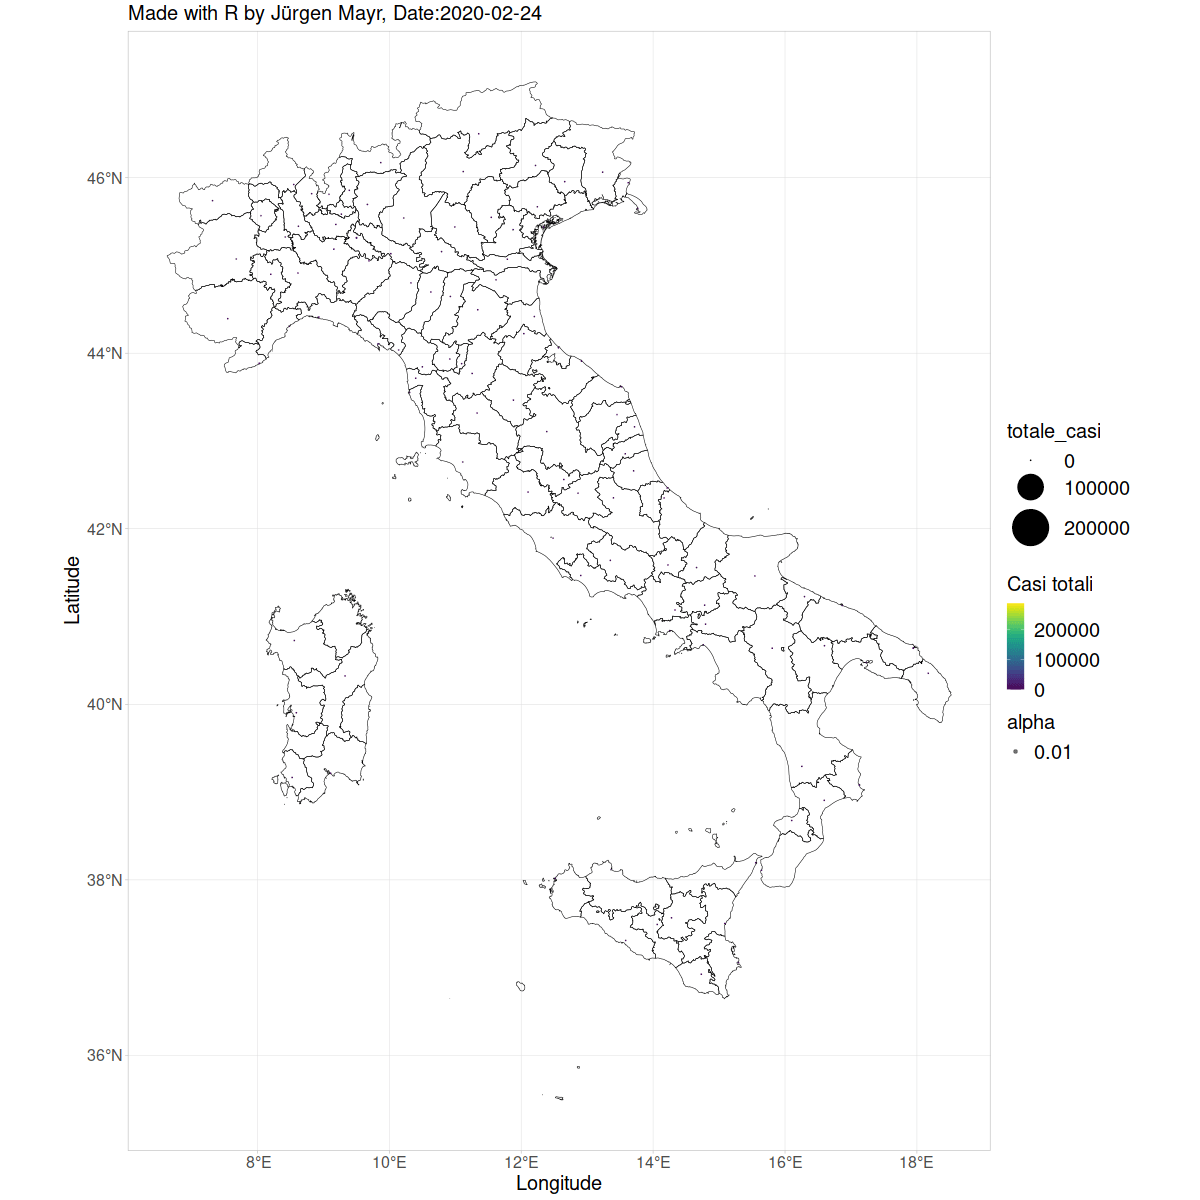 Made with R by Jürgen Mayr, Date:2020-02-24
46°N
44°N
42°N
40°N
38°N
36°N
Latitude
8°E
10°E
12°E
14°E
16°E
18°E
Longitude
totale_casi
0
100000
200000
Casi totali
200000
100000
0
alpha
0.01